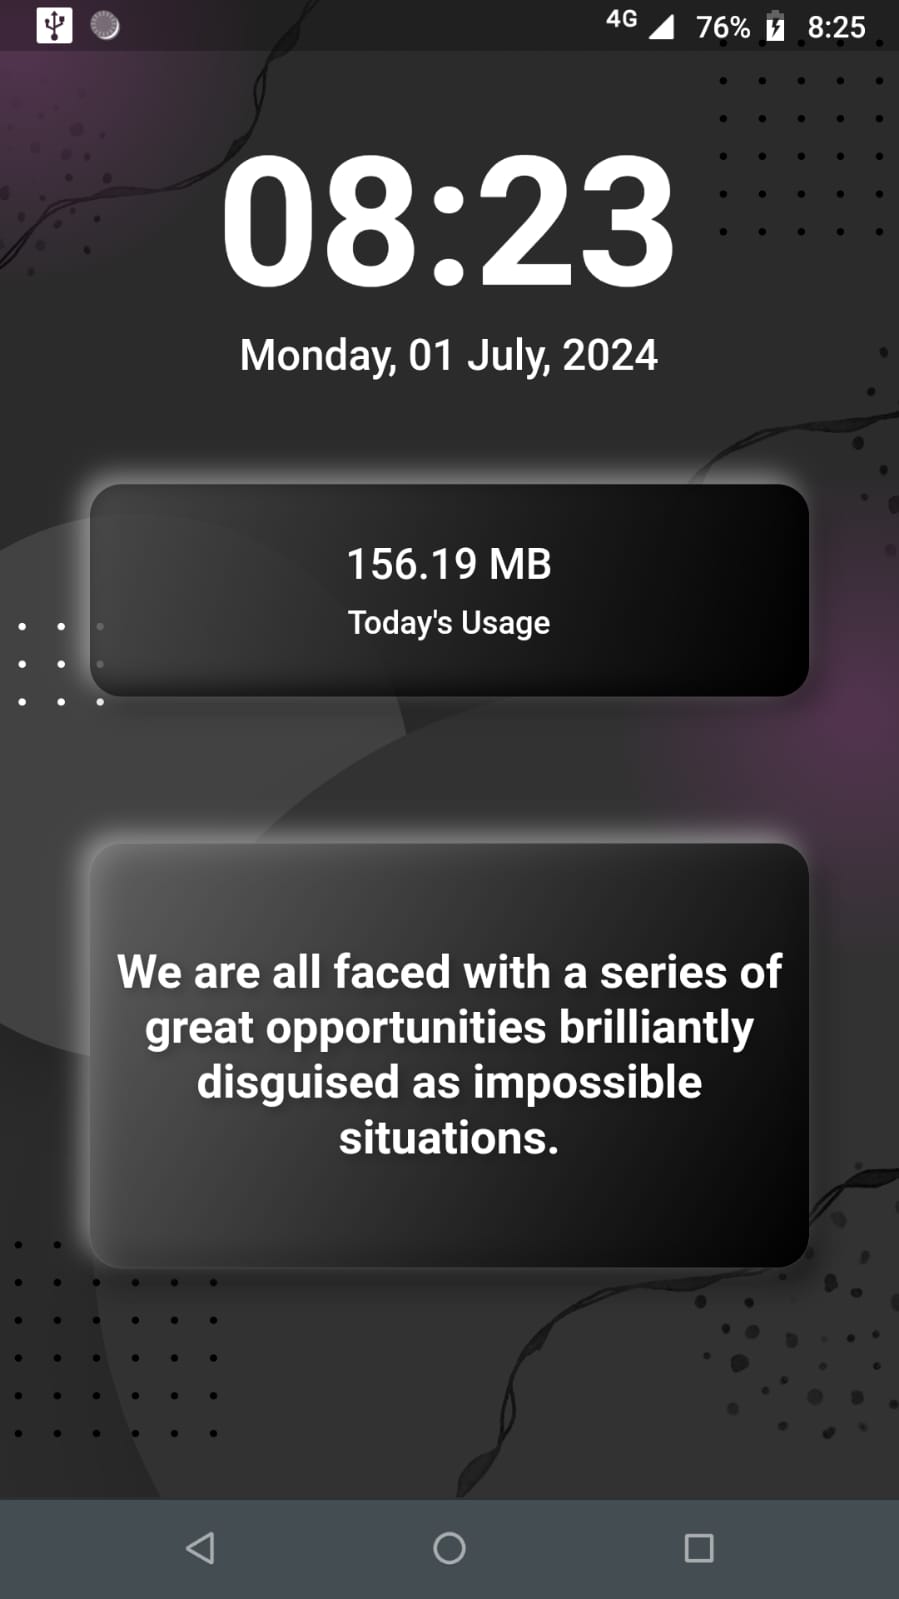 4G 76% 8:25
08:23
Monday, 01 July, 2024
156.19 MB
Today's Usage
We are all faced with a series of
great opportunities brilliantly
disguised as impossible
situations.